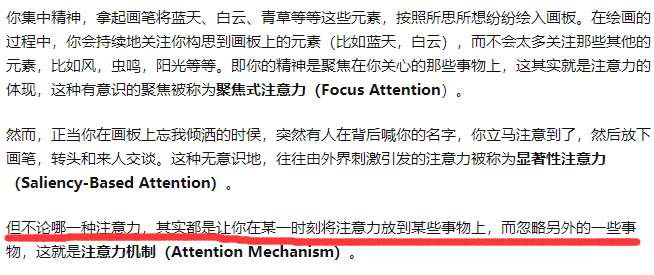 你集中精神，拿起画笔将蓝天、白云、青草等等这些元素，按照所思所想纷纷绘入画板。在绘画的
过程中，你会持续地关注你构思到画板上的元素（比如蓝天，白云），而不会太多关注那些其他的
元素，比如风，虫鸣，阳光等等。即你的精神是聚焦在你关心的那些事物上，这其实就是注意力的
体现，这种有意识的聚焦被称为聚焦式注意力（Focus Attention）。
然而，正当你在画板上忘我倾洒的时侯，突然有人在背后喊你的名字，你立马注意到了，然后放下
画笔，转头和来人交谈。这种无意识地，往往由外界刺激引发的注意力被称为显著性注意力
（Saliency-Based Attention）。
但不论哪一种注意力，其实都是让你在某一时刻将注意力放到某些事物上，而忽略另外的一些事
物，这就是注意力机制（Attention Mechanism）。